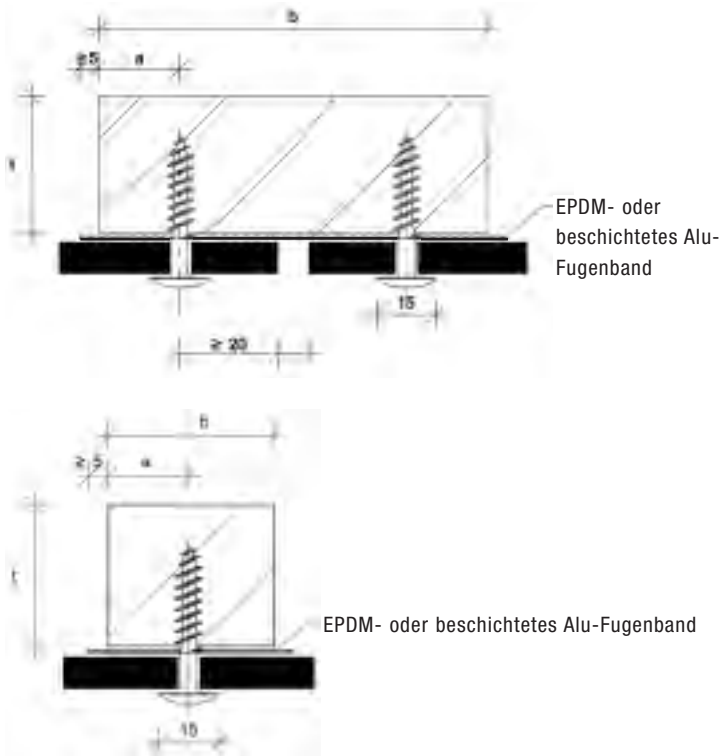 b
≥5 a
EPDM- oder
beschichtetes Alu-
Fugenband
15
≥ 20
≥ 5 a
EPDM- oder beschichtetes Alu-Fugenband
15